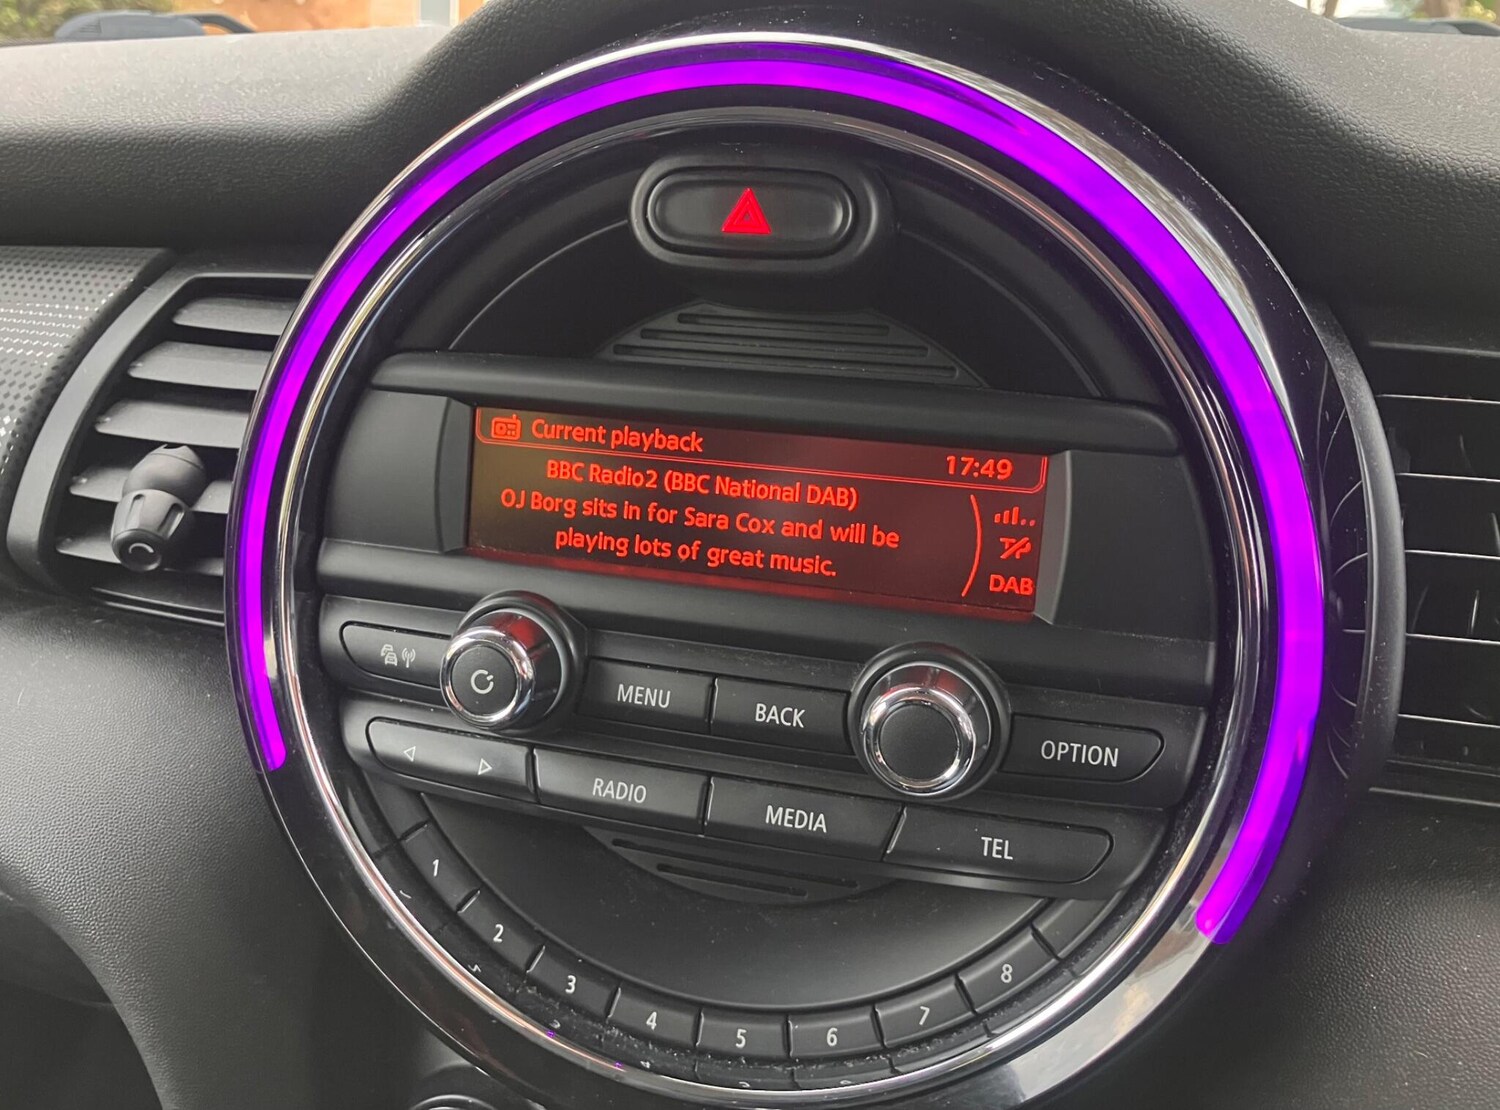 Current playback
17:49
BBC Radio2 (BBC National DAB)
OJ Borg sits in for Sara Cox and will be
playing lots of great music.
DAB
MENU
BACK
OPTION
RADIO
MEDIA
TEL
1
2
3
4
5
6
7
8